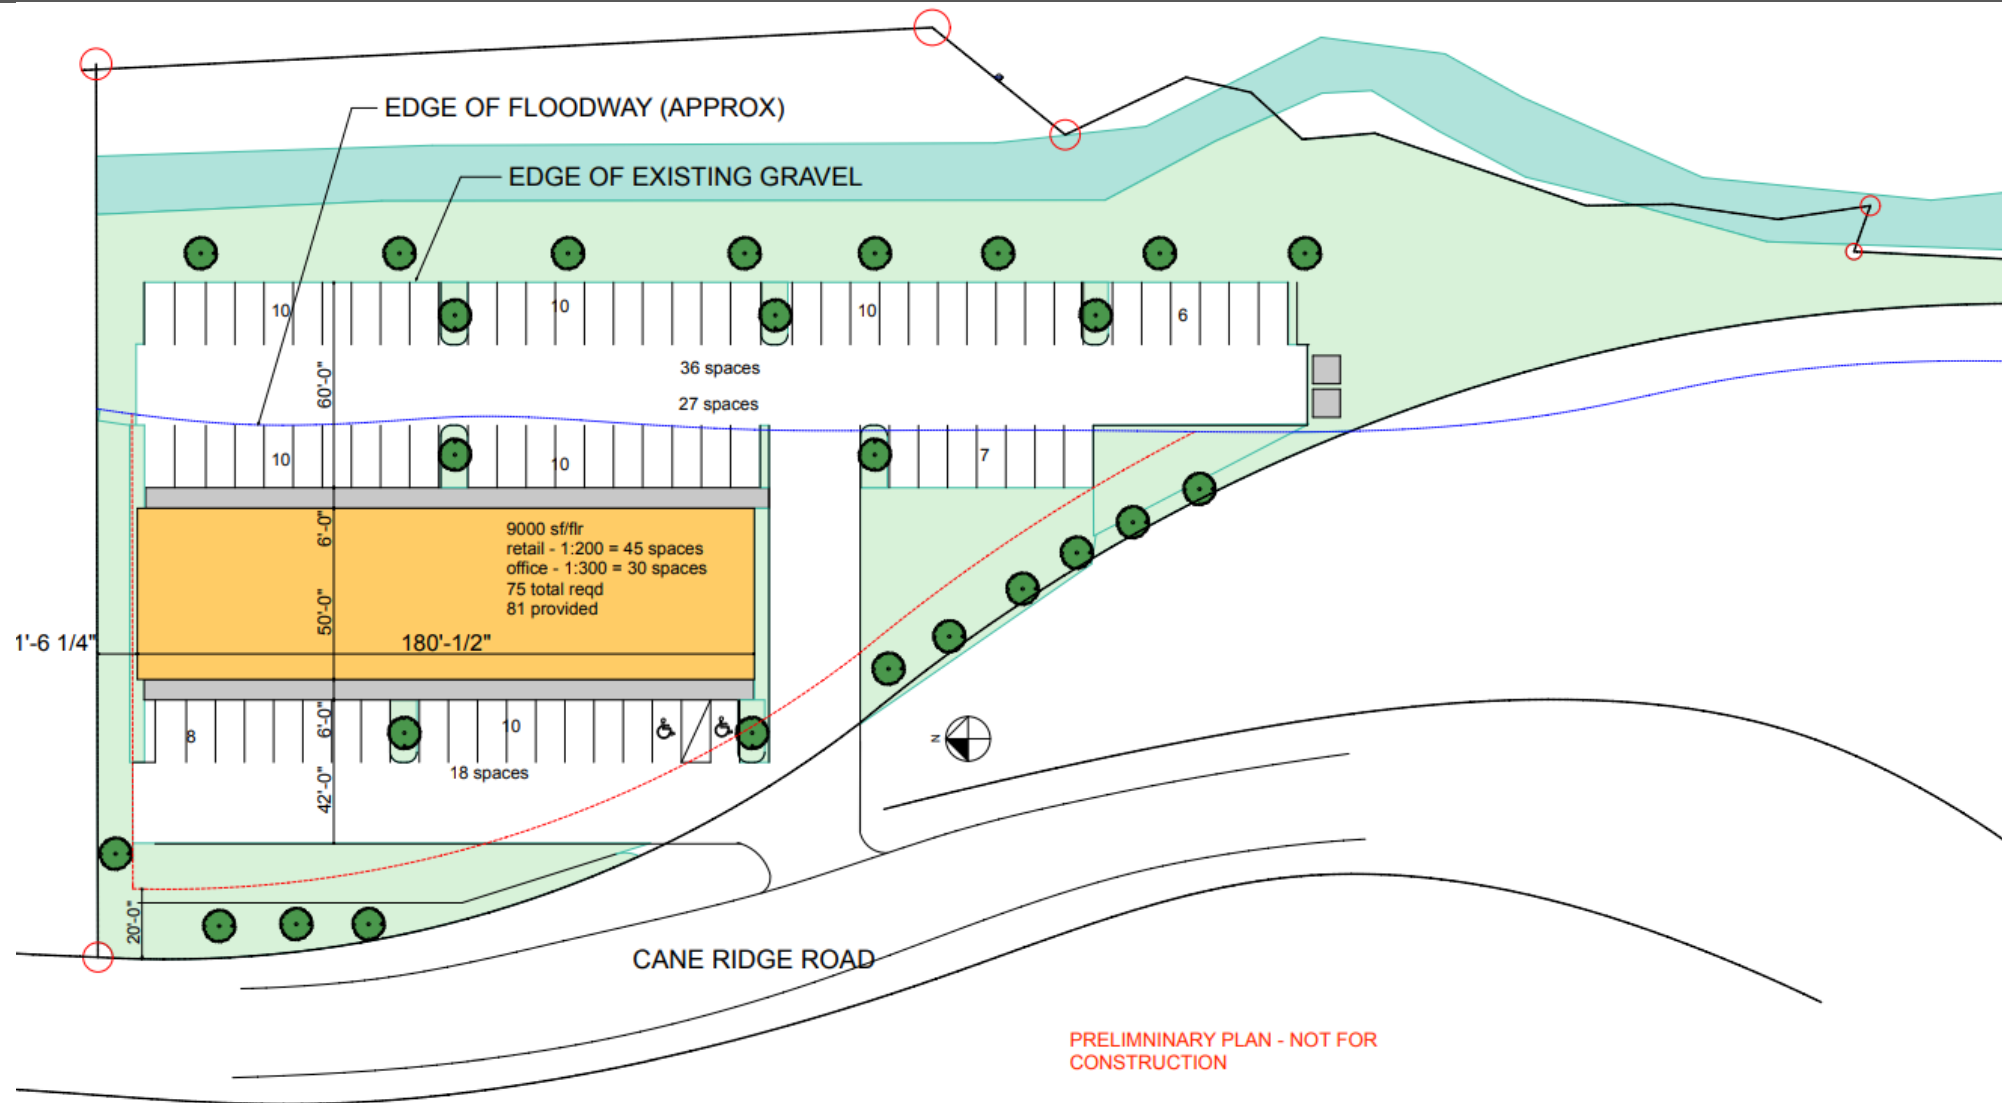 EDGE OF FLOODWAY (APPROX)
EDGE OF EXISTING GRAVEL
10
10
10
6
36 spaces
60'-0"
27 spaces
10
10
7
6'-0"
9000 sf/flr
retail - 1:200 = 45 spaces
office - 1:300 = 30 spaces
75 total reqd
81 provided
50'-0"
1'-6 1/4"
180'-1/2"
8
6'-0"
10
N
18 spaces
42'-0"
20'-0"
CANE RIDGE ROAD
PRELIMNINARY PLAN - NOT FOR
CONSTRUCTION